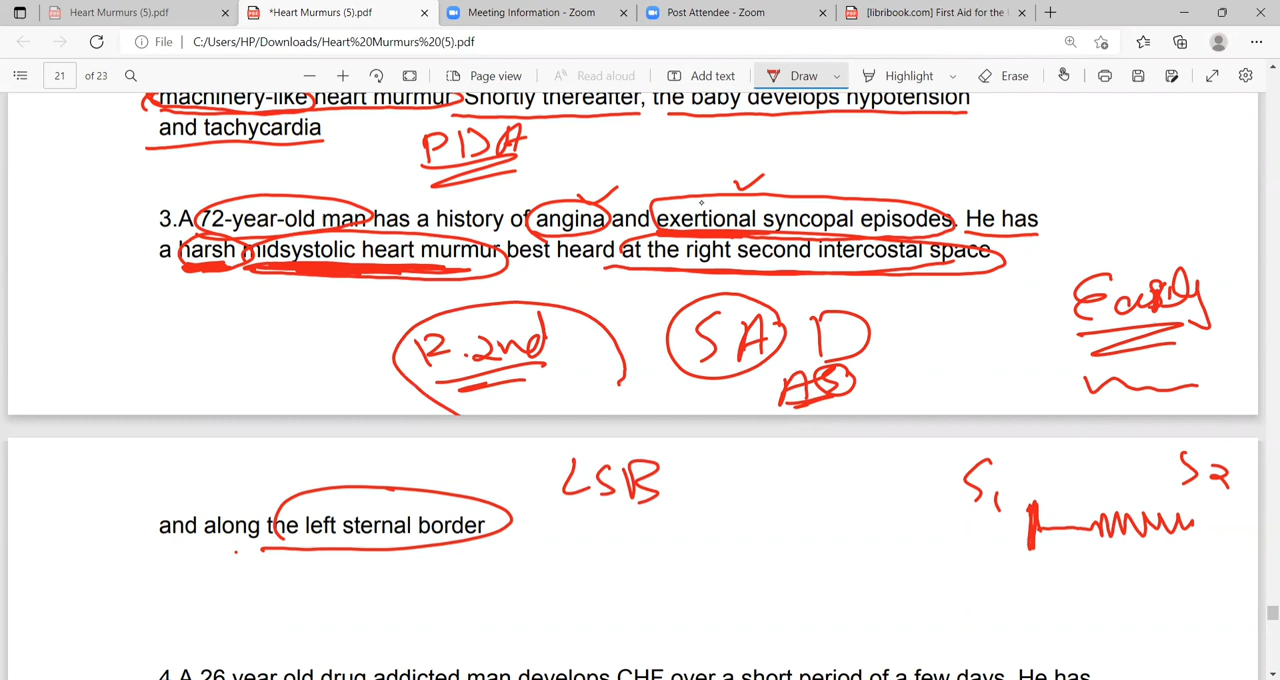 Heart Murmurs (5).pdf
*Heart Murmurs (5).pdf
Meeting Information - Zoom
Post Attendee - Zoom
[libribook.com] First Aid for the
File C:/Users/HP/Downloads/Heart%20Murmurs%20(5).pdf
21 of 23 Page view Read aloud Add text Draw Highlight Erase
machinery-like heart murmur Shortly thereafter, the baby develops hypotension
and tachycardia
PDA
3.A 72-year-old man has a history of angina and exertional syncopal episodes. He has
a harsh midsystolic heart murmur best heard at the right second intercostal space
Early
R. 2nd SAD
AS
LSB S1 S2
and along the left sternal border
4.A 26 year old drug addicted man develops CHF over a short period of a few days. He has